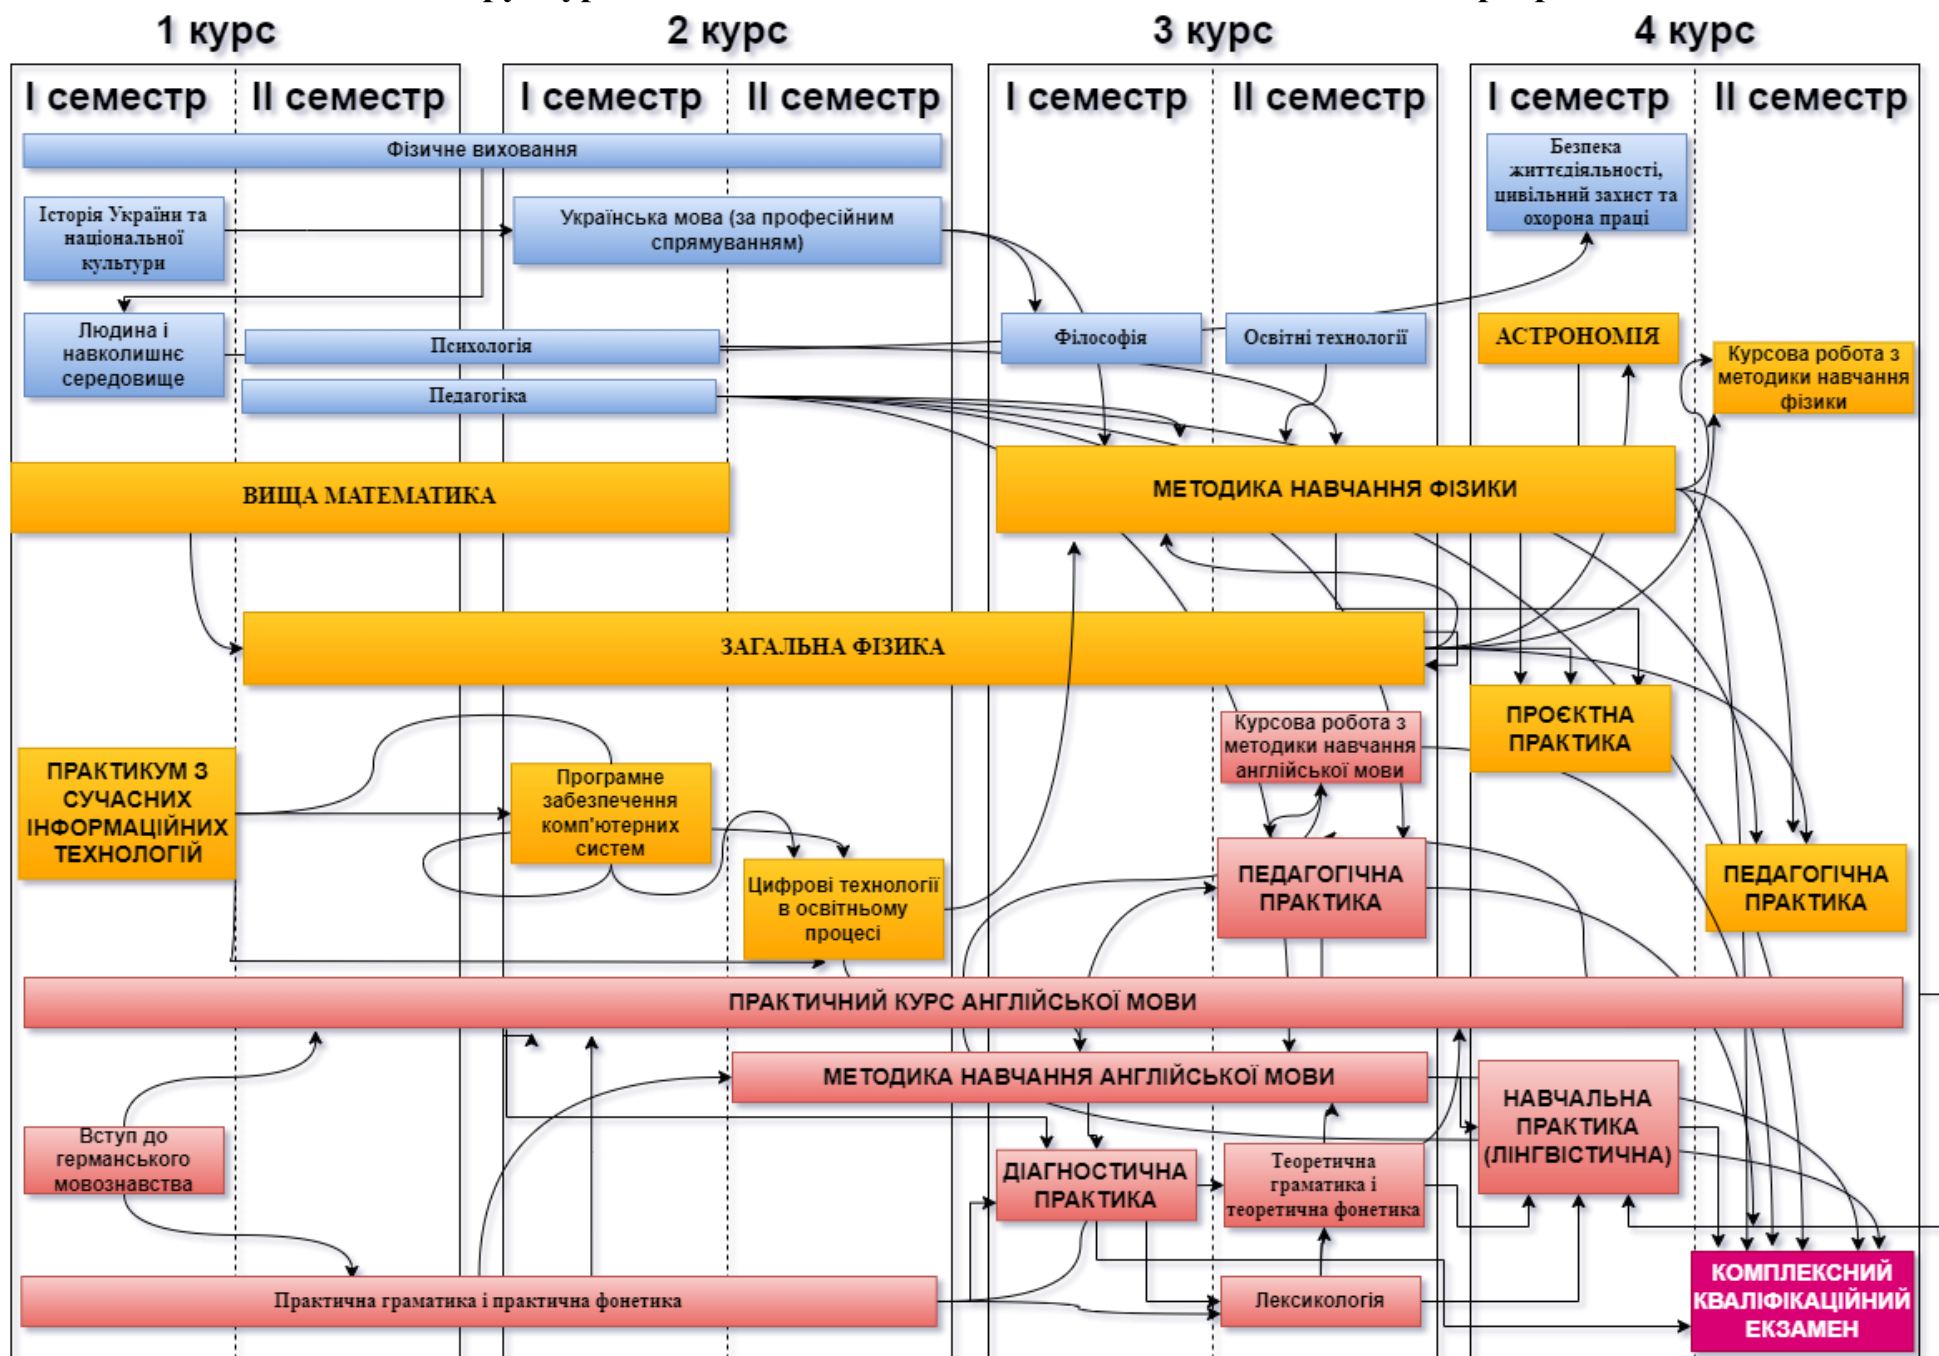 1 курс
2 курс
3 курс
4 курс
I семестр
II семестр
I семестр
II семестр
I семестр
II семестр
I семестр
II семестр
Фізичне виховання
Безпека
життєдіяльності,
цивільний захист та
охорона праці
Історія України та
національної
культури
Українська мова (за професійним
спрямуванням)
Людина і
навколишнє
середовище
Психологія
Філософія
Освітні технології
АСТРОНОМІЯ
Курсова робота з
методики навчання
фізики
Педагогіка
ВИЩА МАТЕМАТИКА
МЕТОДИКА НАВЧАННЯ ФІЗИКИ
ЗАГАЛЬНА ФІЗИКА
Курсова робота з
методики навчання
англійської мови
ПРОЄКТНА
ПРАКТИКА
ПРАКТИКУМ З
СУЧАСНИХ
ІНФОРМАЦІЙНИХ
ТЕХНОЛОГІЙ
Програмне
забезпечення
комп'ютерних
систем
Цифрові технології
в освітньому
процесі
ПЕДАГОГІЧНА
ПРАКТИКА
ПЕДАГОГІЧНА
ПРАКТИКА
ПРАКТИЧНИЙ КУРС АНГЛІЙСЬКОЇ МОВИ
МЕТОДИКА НАВЧАННЯ АНГЛІЙСЬКОЇ МОВИ
НАВЧАЛЬНА
ПРАКТИКА
(ЛІНГВІСТИЧНА)
Вступ до
германського
мовознавства
ДІАГНОСТИЧНА
ПРАКТИКА
Теоретична
граматика і
теоретична фонетика
Практична граматика і практична фонетика
Лексикологія
КОМПЛЕКСНИЙ
КВАЛІФІКАЦІЙНИЙ
ЕКЗАМЕН